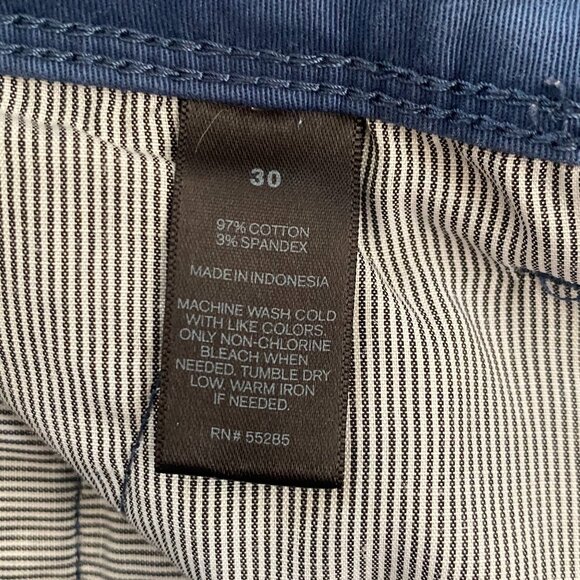 30
97% COTTON
3% SPANDEX
MADE IN INDONESIA
MACHINE WASH COLD
WITH LIKE COLORS.
ONLY NON-CHLORINE
BLEACH WHEN
NEEDED. TUMBLE DRY
LOW. WARM IRON
IF NEEDED.
RN# 55285